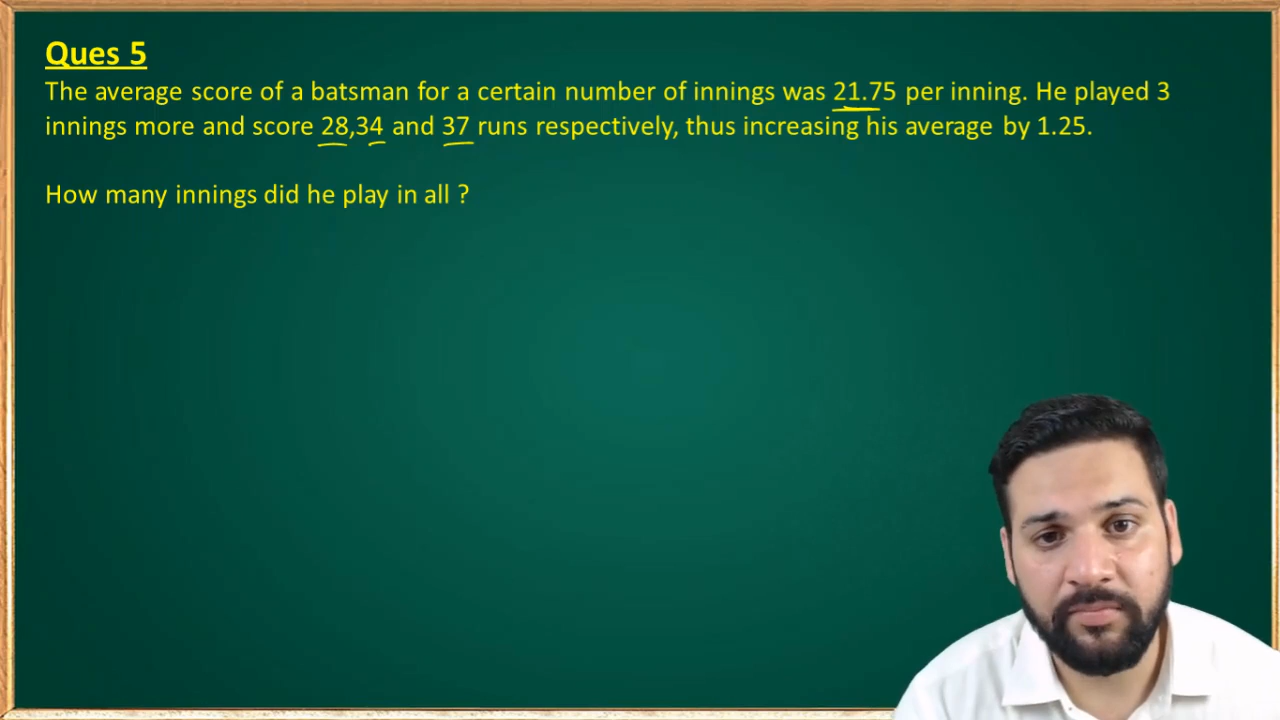 Ques 5
The average score of a batsman for a certain number of innings was 21.75 per inning. He played 3
innings more and score 28,34 and 37 runs respectively, thus increasing his average by 1.25.
How many innings did he play in all ?